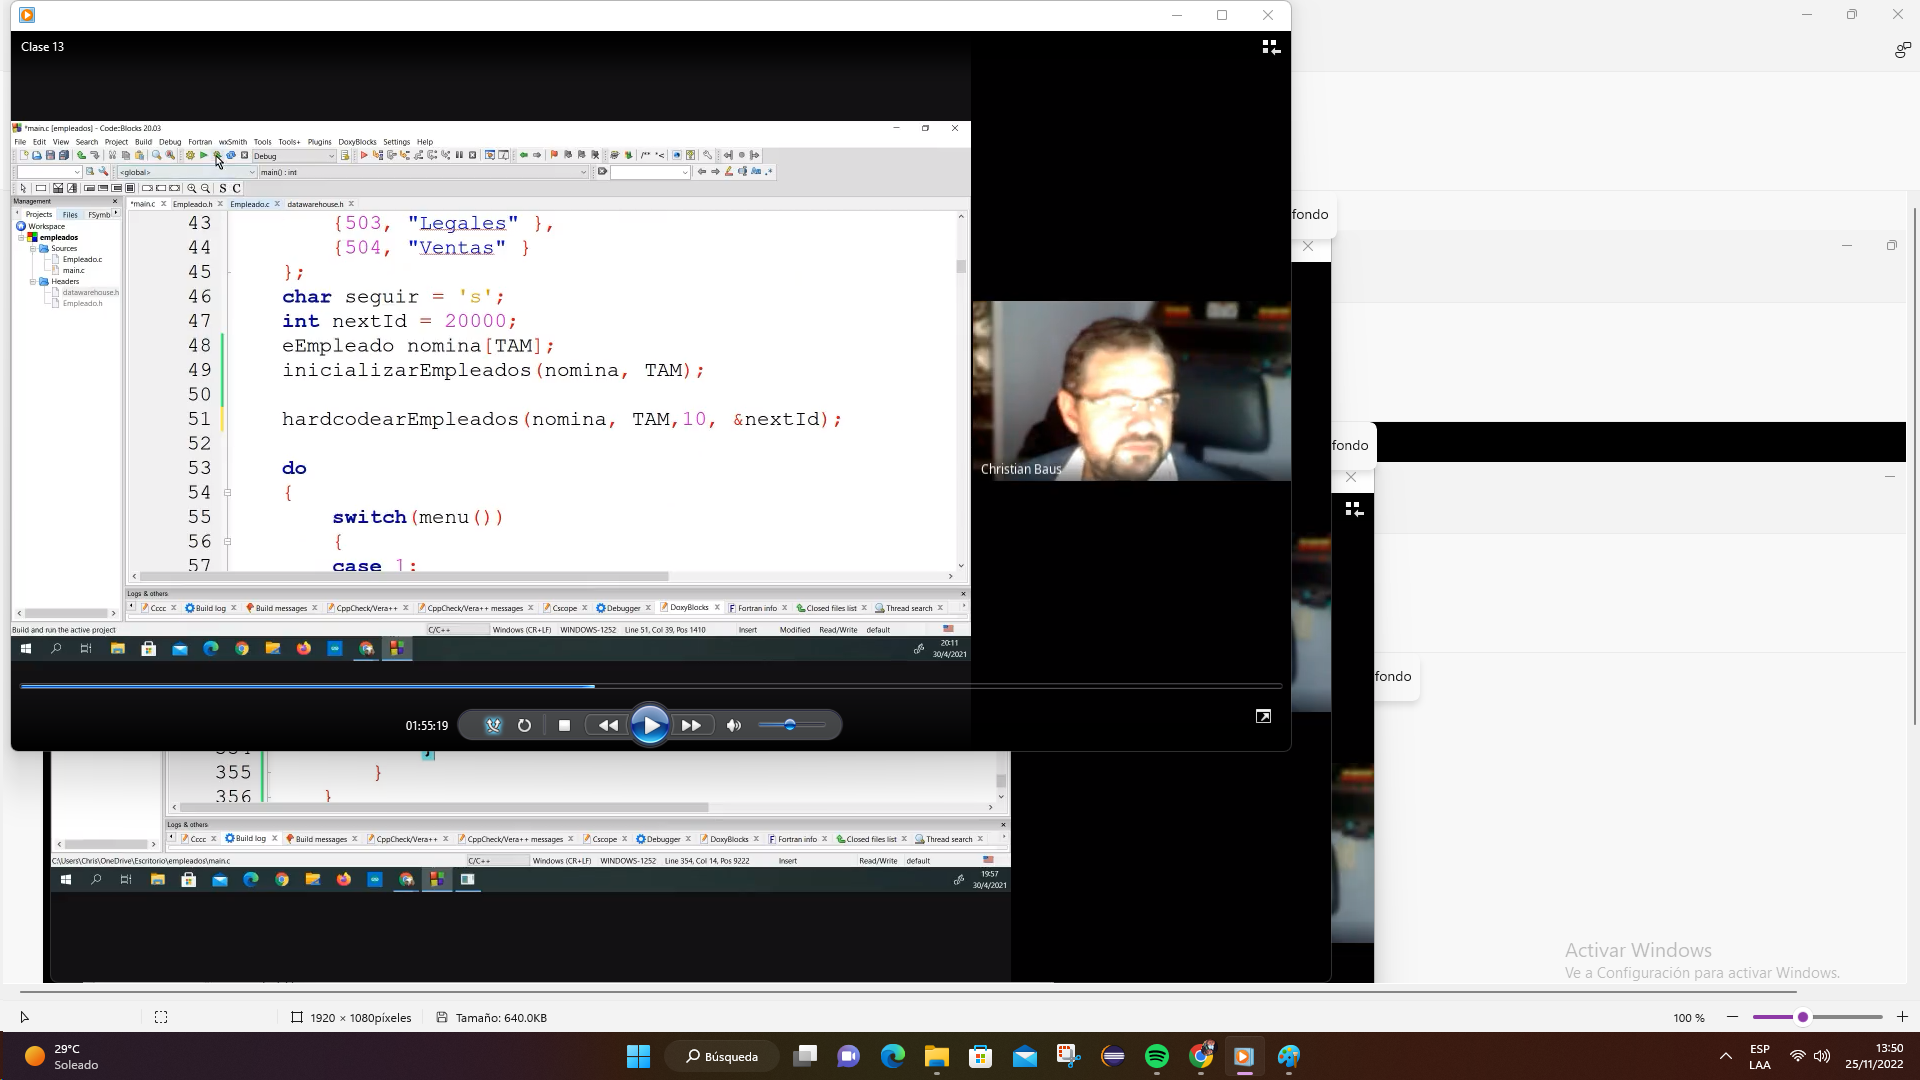 Clase 13
*main.c [empleados] - Code::Blocks 20.03
File Edit View Search Project Build Debug Fortran wxSmith Tools Tools+ Plugins DoxyBlocks Settings Help
Debug
<global> main() : int
S C
Management
Projects Files FSymb
*main.c Empleado.h Empleado.c datawarehouse.h
Workspace
empleados
Sources
Empleado.c
main.c
Headers
datawarehouse.h
Empleado.h
43 {503, "Legales" },
44 {504, "Ventas" }
45 };
46 char seguir = 's';
47 int nextId = 20000;
48 eEmpleado nomina[TAM];
49 inicializarEmpleados(nomina, TAM);
50
51 hardcodearEmpleados(nomina, TAM,10, &nextId);
52
53 do
54 {
55 switch(menu())
56 {
57 case 1:
Logs & others
Cccc Build log Build messages CppCheck/Vera++ CppCheck/Vera++ messages Cscope Debugger DoxyBlocks Fortran info Closed files list Thread search
Build and run the active project C/C++ Windows (CR+LF) WINDOWS-1252 Line 51, Col 39, Pos 1410 Insert Modified Read/Write default
20:11
30/4/2021
Christian Baus
01:55:19
fondo
fondo
fondo
355 }
356 }
Logs & others
Cccc Build log Build messages CppCheck/Vera++ CppCheck/Vera++ messages Cscope Debugger DoxyBlocks Fortran info Closed files list Thread search
C:\Users\Chris\OneDrive\Escritorio\empleados\main.c C/C++ Windows (CR+LF) WINDOWS-1252 Line 354, Col 14, Pos 9222 Insert Read/Write default
19:57
30/4/2021
Activar Windows
Ve a Configuración para activar Windows.
1920 × 1080píxeles Tamaño: 640.0KB 100 %
29°C
Soleado
Búsqueda
ESP
LAA
13:50
25/11/2022